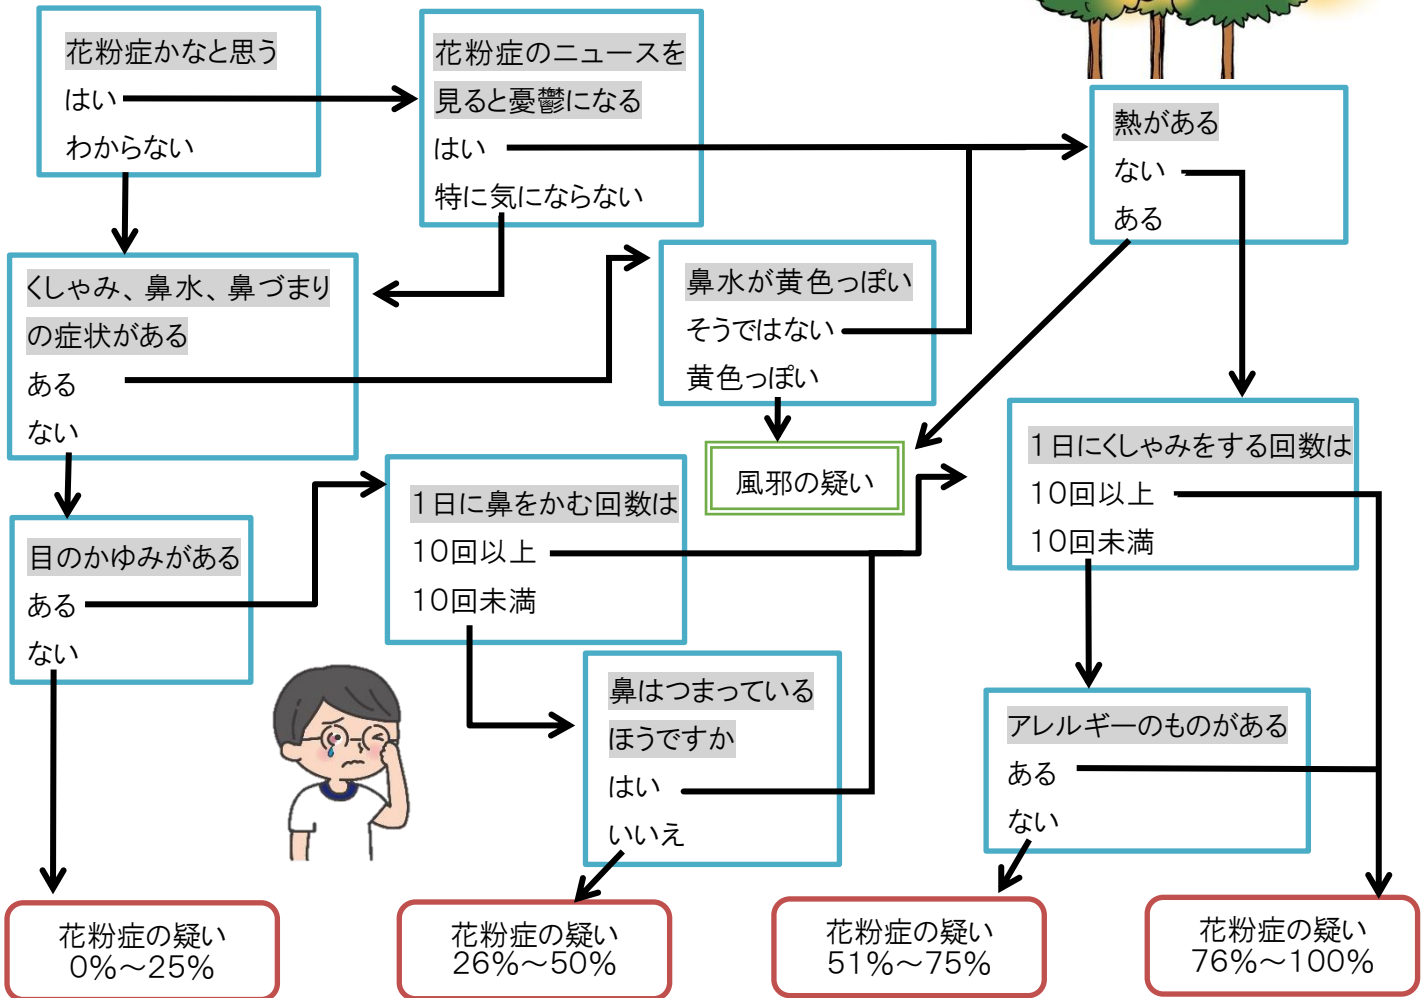 花粉症かなと思う
はい
わからない
花粉症のニュースを
見ると憂鬱になる
はい
特に気にならない
熱がある
ない
ある
くしゃみ、鼻水、鼻づまり
の症状がある
ある
ない
鼻水が黄色っぽい
そうではない
黄色っぽい
風邪の疑い
1日にくしゃみをする回数は
10回以上
10回未満
目のかゆみがある
ある
ない
1日に鼻をかむ回数は
10回以上
10回未満
鼻はつまっている
ほうですか
はい
いいえ
アレルギーのものがある
ある
ない
花粉症の疑い
0%～25%
花粉症の疑い
26%～50%
花粉症の疑い
51%～75%
花粉症の疑い
76%～100%